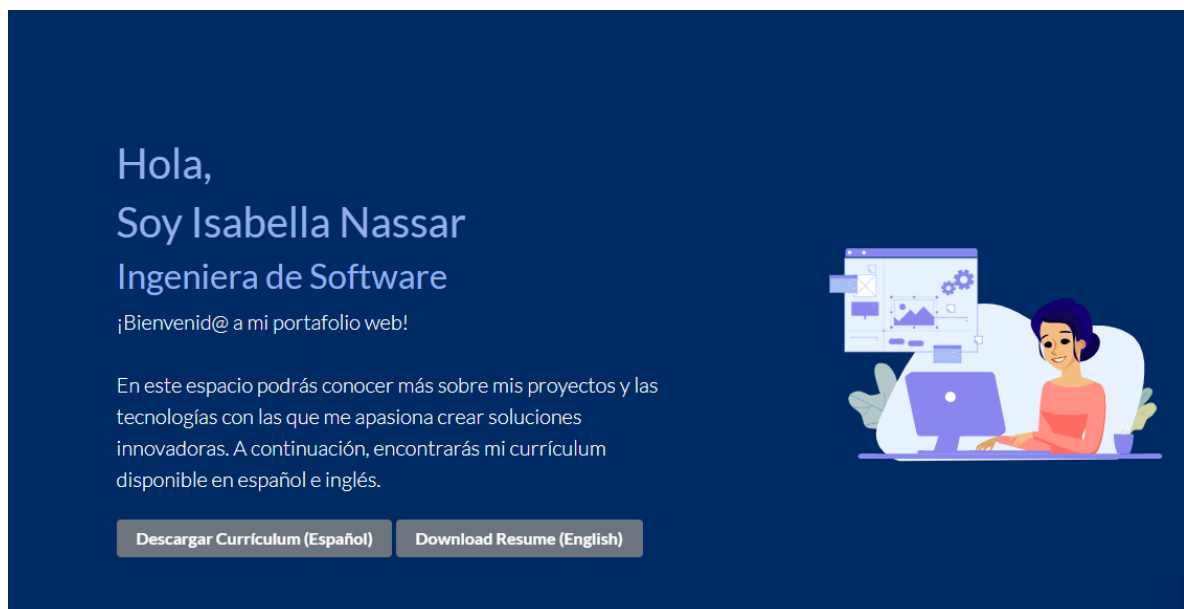 Hola,
Soy Isabella Nassar
Ingeniera de Software
¡Bienvenid@ a mi portafolio web!
En este espacio podrás conocer más sobre mis proyectos y las
tecnologías con las que me apasiona crear soluciones
innovadoras. A continuación, encontrarás mi currículum
disponible en español e inglés.
Descargar Currículum (Español)
Download Resume (English)